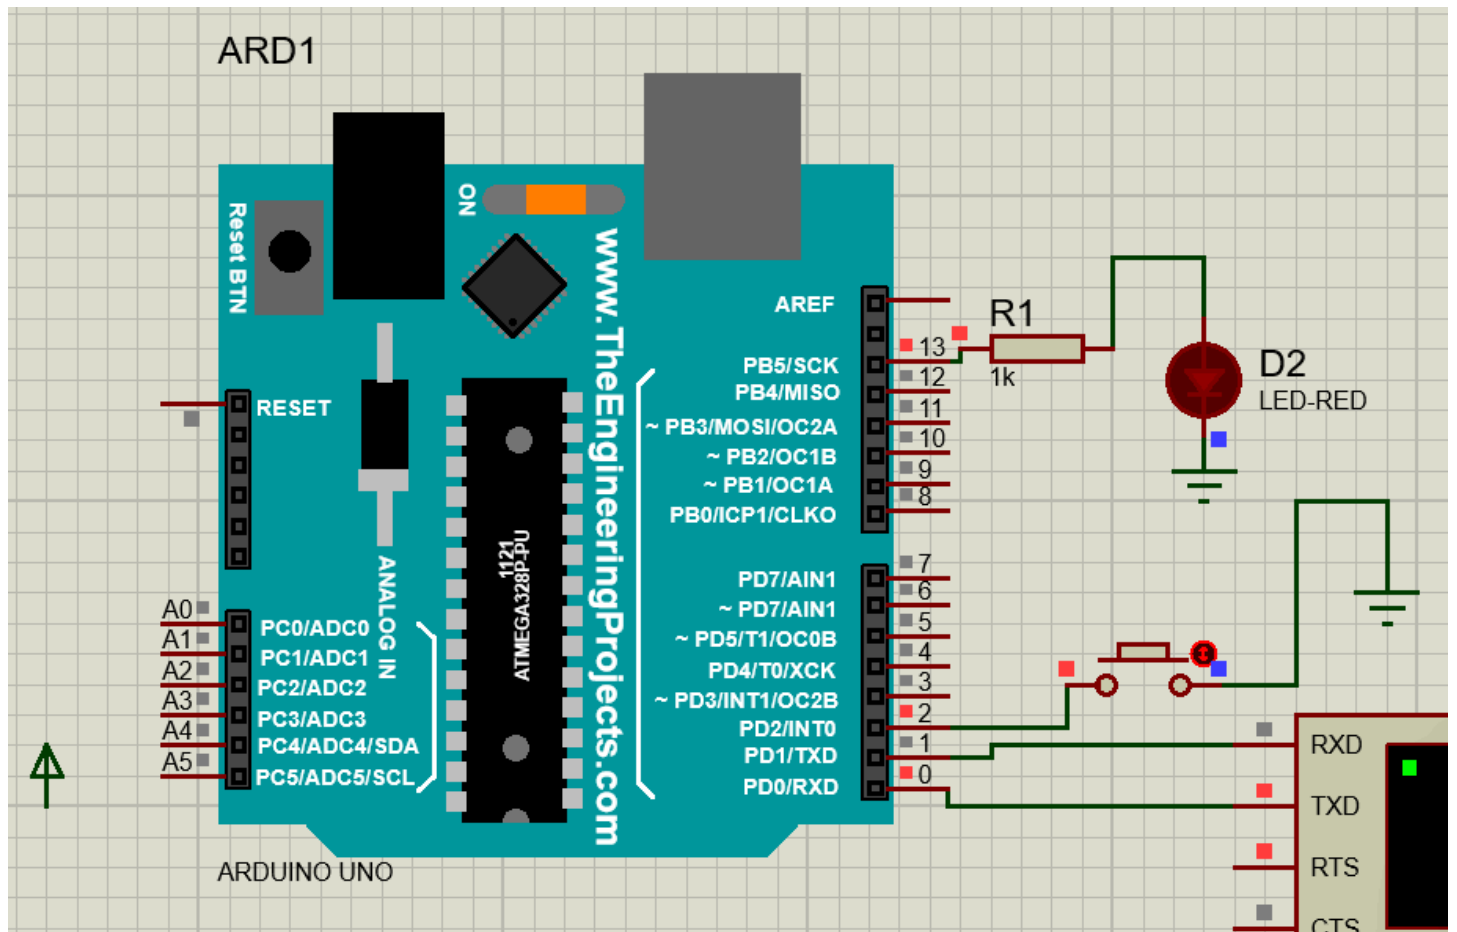 ARD1
ON
Reset BTN
www.TheEngineeringProjects.com
AREF
R1
13
PB5/SCK
1k
D2
LED-RED
12
PB4/MISO
11
~ PB3/MOSI/OC2A
10
~ PB2/OC1B
9
~ PB1/OC1A
8
PB0/ICP1/CLKO
RESET
1121
ATMEGA328P-PU
ANALOG IN
7
PD7/AIN1
6
~ PD7/AIN1
5
~ PD5/T1/OC0B
4
PD4/T0/XCK
3
~ PD3/INT1/OC2B
2
PD2/INT0
1
PD1/TXD
0
PD0/RXD
A0
PC0/ADC0
A1
PC1/ADC1
A2
PC2/ADC2
A3
PC3/ADC3
A4
PC4/ADC4/SDA
A5
PC5/ADC5/SCL
RXD
TXD
RTS
CTS
ARDUINO UNO